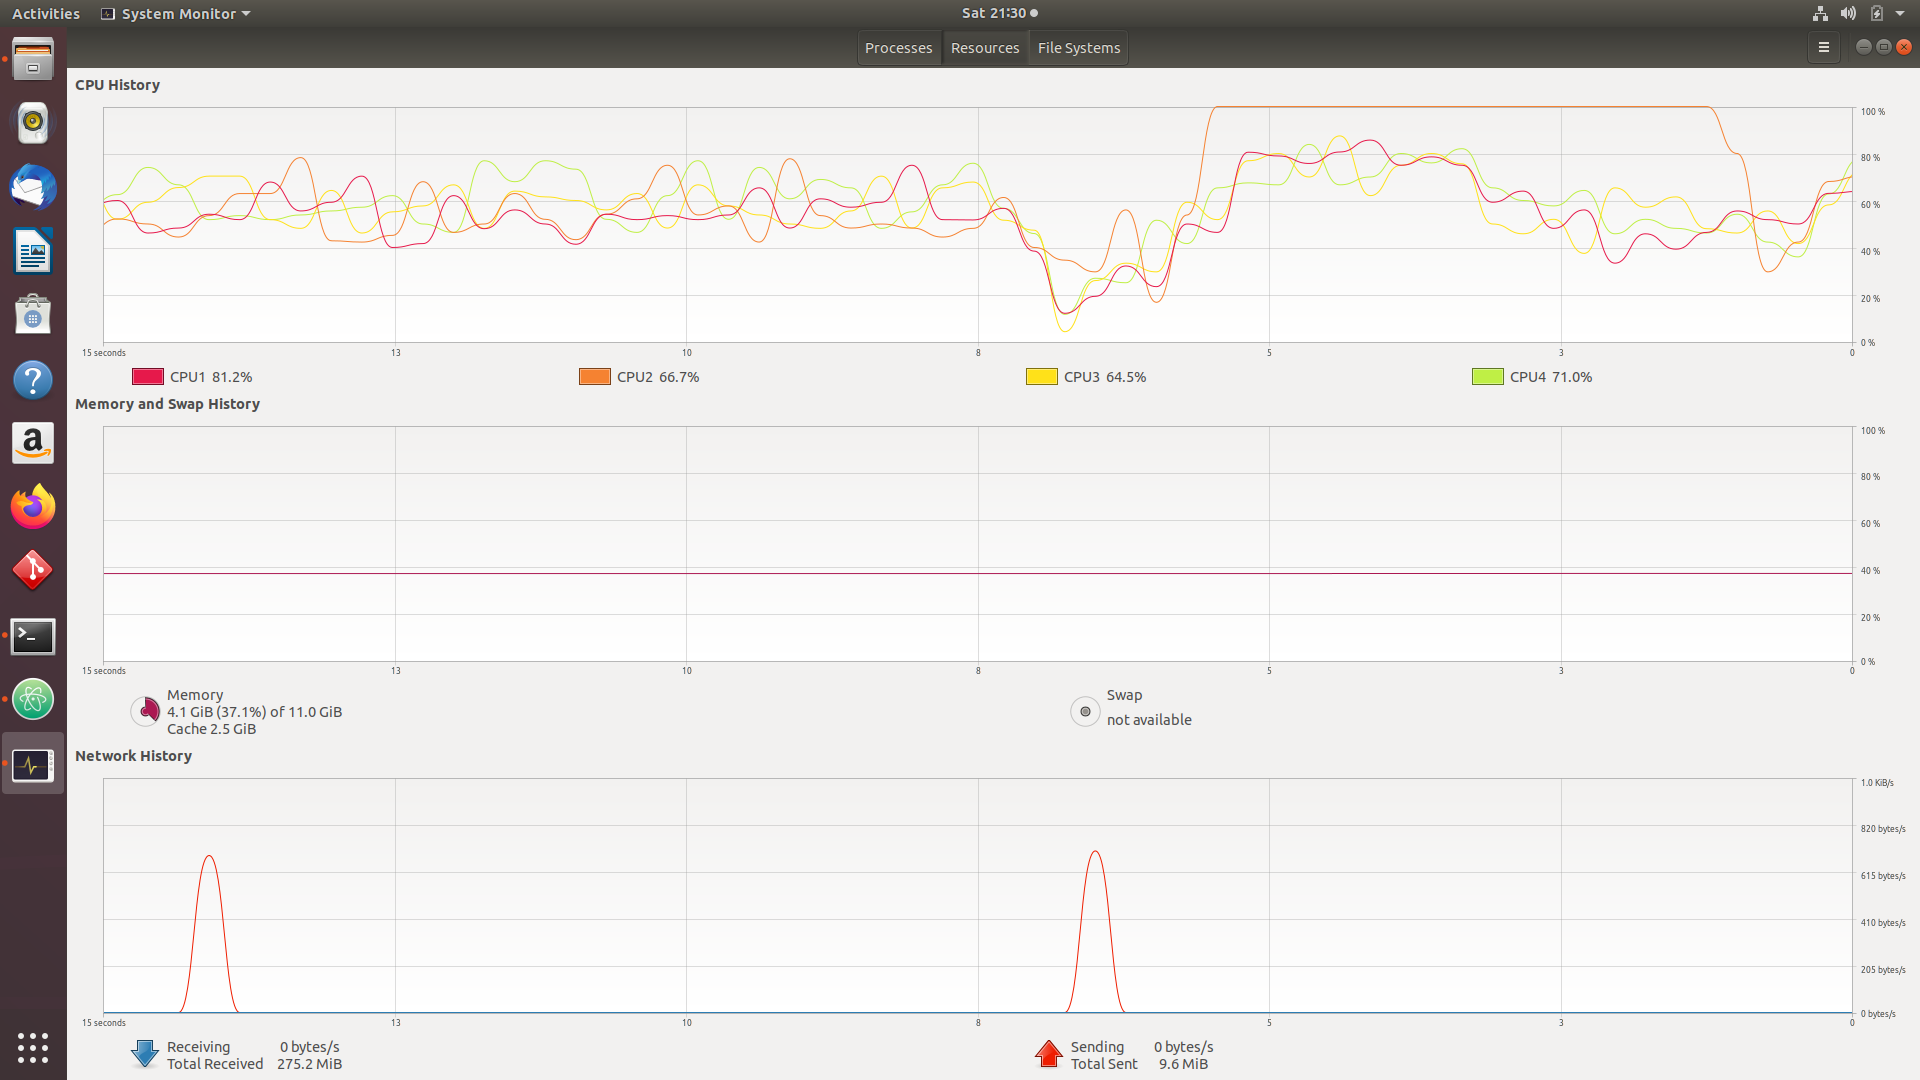 Activities System Monitor Sat 21:30
Processes Resources File Systems
CPU History
100 %
80 %
60 %
40 %
20 %
0 %
15 seconds 13 10 8 5 3 0
CPU1 81.2% CPU2 66.7% CPU3 64.5% CPU4 71.0%
Memory and Swap History
100 %
80 %
60 %
40 %
20 %
0 %
15 seconds 13 10 8 5 3 0
Memory
4.1 GiB (37.1%) of 11.0 GiB
Cache 2.5 GiB
Swap
not available
Network History
1.0 KiB/s
820 bytes/s
615 bytes/s
410 bytes/s
205 bytes/s
0 bytes/s
15 seconds 13 10 8 5 3 0
Receiving 0 bytes/s
Total Received 275.2 MiB
Sending 0 bytes/s
Total Sent 9.6 MiB